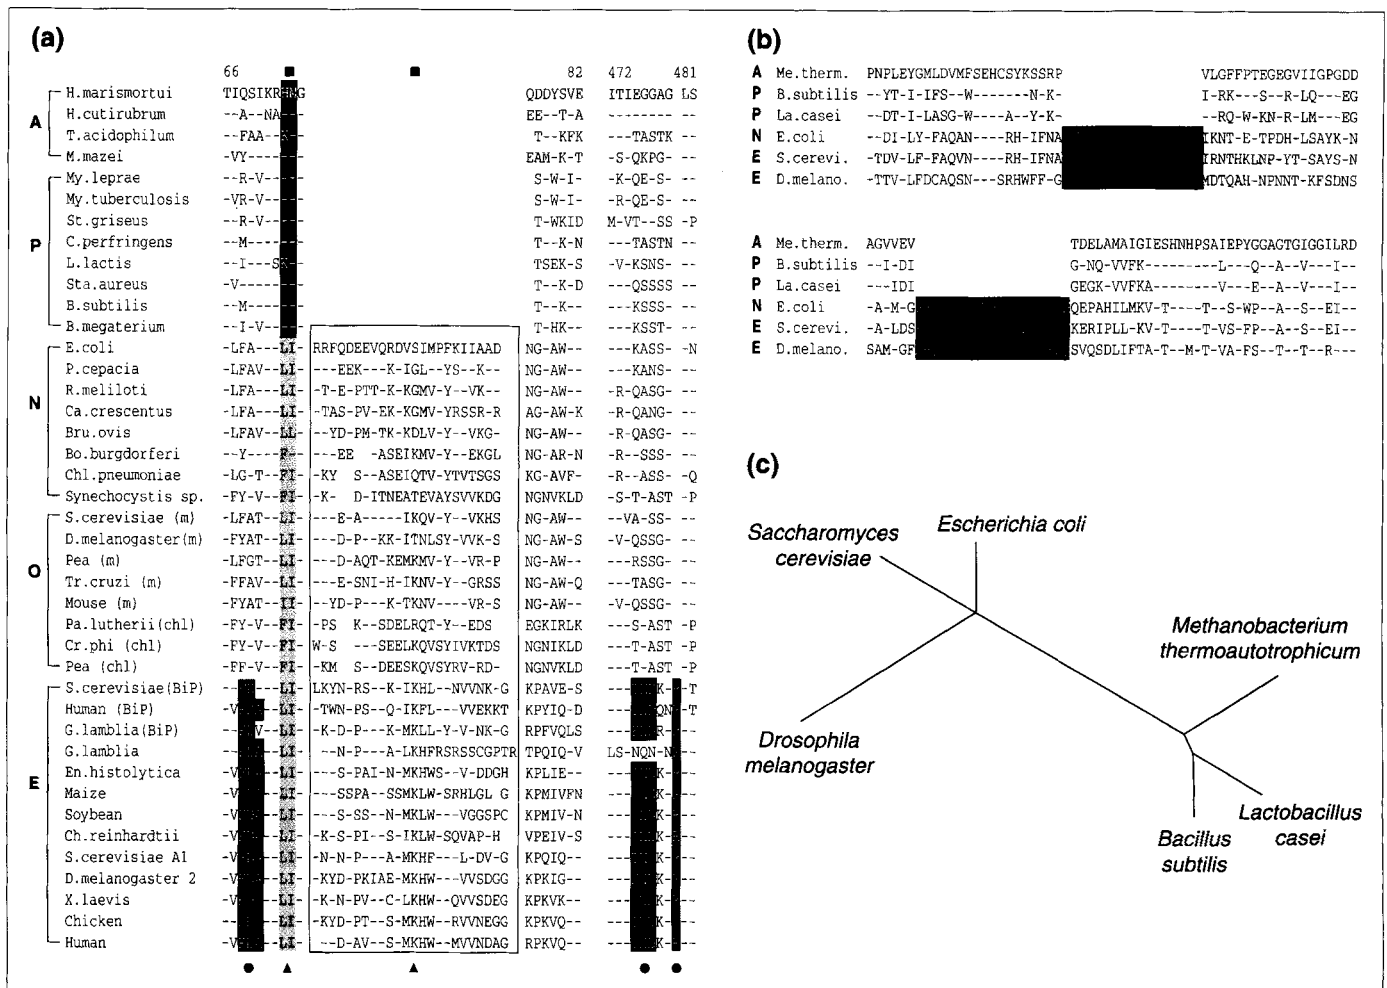 (a)
66 82 472 481
A
H.marismortui TIQSIKRHMG QDDYSVE ITIEGGAG LS
H.cutirubrum --A--NA--- EE--T-A
T.acidophilum --FAA--K-- T--KFK ---TASTK
M.mazei -VY------- EAM-K-T -S-QKPG-
P
My.leprae --R-V----- S-W-I- -K-QE-S- --
My.tuberculosis -VR-V----- S-W-I- -R-QE-S- --
St.griseus --R-V----- T-WKID M-VT--SS -P
C.perfringens --M------- T--K-N ---TASTN --
L.lactis --I---SK-- TSEK-S -V-KSNS- --
Sta.aureus -V-------- T--K-D ---QSSSS --
B.subtilis --M------- T--K-- ---KSSS- --
B.megaterium --I-V----- T-HK-- ---KSST- --
N
E.coli -LFA---LI- RRFQDEEVQRDVSIMPFKIIAAD NG-AW-- ---KASS- -N
P.cepacia -LFAV--LI- ---EEK---K-IGL--YS--K-- NG-AW-- ---KANS- --
R.meliloti -LFA---LI- -T-E-PTT-K-KGMV-Y--VK-- NG-AW-- -R-QASG- --
Ca.crescentus -LFA---LI- -TAS-PV-EK-KGMV-YRSSR-R AG-AW-K -R-QANG- --
Bru.ovis -LFAV--LL- --YD-PM-TK-KDLV-Y--VKG- NG-AW-- -R-QASG- --
Bo.burgdorferi --Y----F-- ---EE -ASEIKMV-Y--EKGL NG-AR-N -R--SSS- --
Chl.pneumoniae -LG-T--FI- -KY S--ASEIQTV-YTVTSGS KG-AVF- -R--ASS- -Q
Synechocystis sp. -FY-V--FI- -K- D-ITNEATEVAYSVVKDG NGNVKLD -S-T-AST -P
O
S.cerevisiae (m) -LFAT--LI- ---E-A-----IKQV-Y--VKHS NG-AW-- --VA-SS- --
D.melanogaster(m) -FYAT--LI- ---D-P--KK-ITNLSY-VVK-S NG-AW-S -V-QSSG- --
Pea (m) -LFGT--LI- ---D-AQT-KEMKMV-Y--VR-P NG-AW-- ---RSSG- --
Tr.cruzi (m) -FFAV--LI- ---E-SNI-H-IKNV-Y--GRSS NG-AW-Q ---TASG- --
Mouse (m) -FYAT--II- --YD-P---K-TKNV---VR-S NG-AW-- -V-QSSG- --
Pa.lutherii(chl) -FY-V--FI- --PS K--SDELRQT-Y--EDS EGKIRLK ---S-AST -P
Cr.phi (chl) -FY-V--FI- W-S ---SEELKQVSYIVKTDS NGNIKLD ---T-AST -P
Pea (chl) -FF-V--FI- -KM S--DEESKQVSYRV-RD- NGNVKLD ---T-AST -P
E
S.cerevisiae(BiP) LI- LKYN-RS--K-IKHL--NVVNK-G KPAVE-S K- -T
Human (BiP) -V LI- -TWN-PS--Q-IKFL---VVEKKT KPYIQ-D QN -T
G.lamblia(BiP) V--LI- -K-D-P---K-MKLL-Y-VNK-G RPFVQLS R-
G.lamblia LI- ---N-P---A-LKHFRSRSSCGPTR TPQIQ-V LS-NQN-N
En.histolytica -V LI- ---S-PAI-N-MKHWS--V-DDGH KPLIE-- K- -
Maize -V LI- ---SSPA--SSMKLW-SRHLGL G KPMIVFN K- -
Soybean -V LI- ---S-SS--N-MKLW---VGGSPC KPMIV-N K- -
Ch.reinhardtii -V LI- -K-S-PI--S-IKLW-SQVAP-H VPEIV-S K- -
S.cerevisiae A1 -V LI- -N-N-P---A-MKHF---L-DV-G KPQIQ-- K- -
D.melanogaster 2 -V LI- -KYD-PKIAE-MKHW---VVSDGG KPKIG-- K- -
X.laevis -V LI- -K-N-PV--C-LKHW--QVVSDEG KPKVK-- K- -
Chicken LI- -KYD-PT--S-MKHW--RVVNEGG KPKVQ-- K- -
Human -V LI- ---D-AV--S-MKHW--MVVNDAG RPKVQ-- K- -
(b)
A Me.therm. PNPLEYGMLDVMFSEHCSYKSSRP VLGFFPTEGEGVIIGPGDD
P B.subtilis --YT-I-IFS--W------N-K- I-RK---S--R-LQ---EG
P La.casei --DT-I-LASG-W---A--Y-K- --RQ-W-KN-R-LM---EG
N E.coli --DI-LY-FAQAN----RH-IFNA IKNT-E-TPDH-LSAYK-N
E S.cerevi. -TDV-LF-FAQVN----RH-IFNA IRNTHKLNP-YT-SAYS-N
E D.melano. -TTV-LFDCAQSN---SRHWFF-G MDTQAH-NPNNT-KFSDNS
A Me.therm. AGVVEV TDELAMAIGIESHNHPSAIEPYGGAGTGIGGILRD
P B.subtilis --I-DI G-NQ-VVFK---------L--Q--A--V---I--
P La.casei ---IDI GEGK-VVFKA--------V---E--A--V---I--
N E.coli -A-M-G QEPAHILMKV-T----T--S-WP--A--S--EI--
E S.cerevi. -A-LDS KERIPLL-KV-T----T-VS-FP--A--S--EI--
E D.melano. SAM-GF SVQSDLIFTA-T--M-T-VA-FS--T--T--R---
(c)
Saccharomyces
cerevisiae
Escherichia coli
Methanobacterium
thermoautotrophicum
Drosophila
melanogaster
Lactobacillus
casei
Bacillus
subtilis